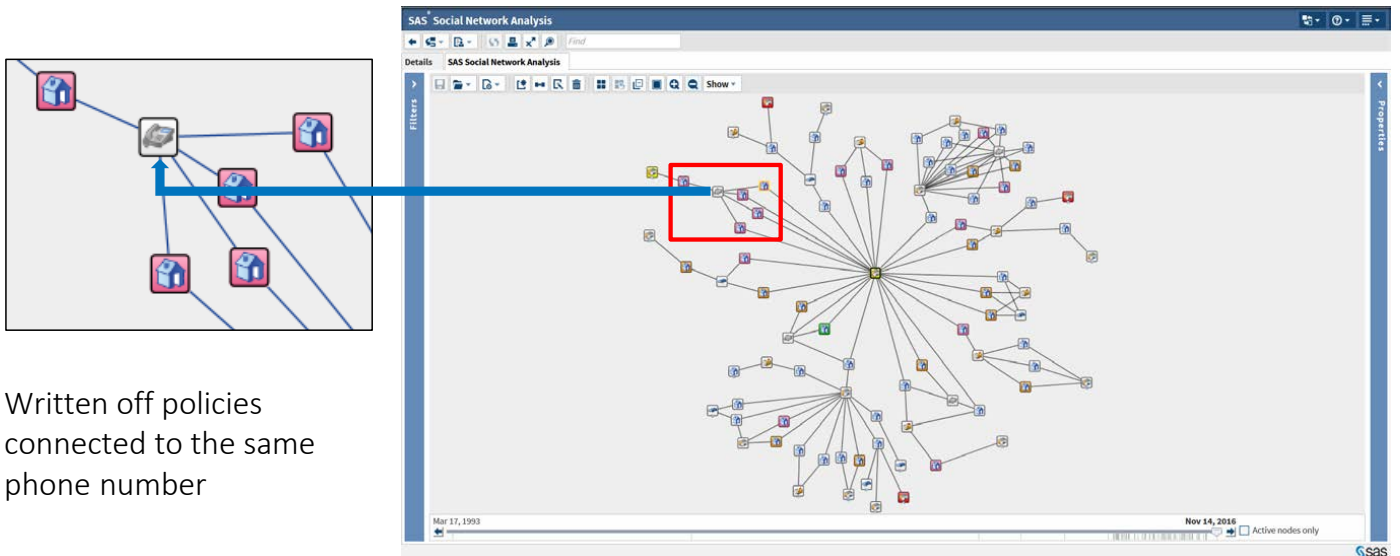 SAS® Social Network Analysis
Find
Details SAS Social Network Analysis
Show
Filters
Properties
Written off policies
connected to the same
phone number
Mar 17, 1993
Nov 14, 2016
Active nodes only
sas